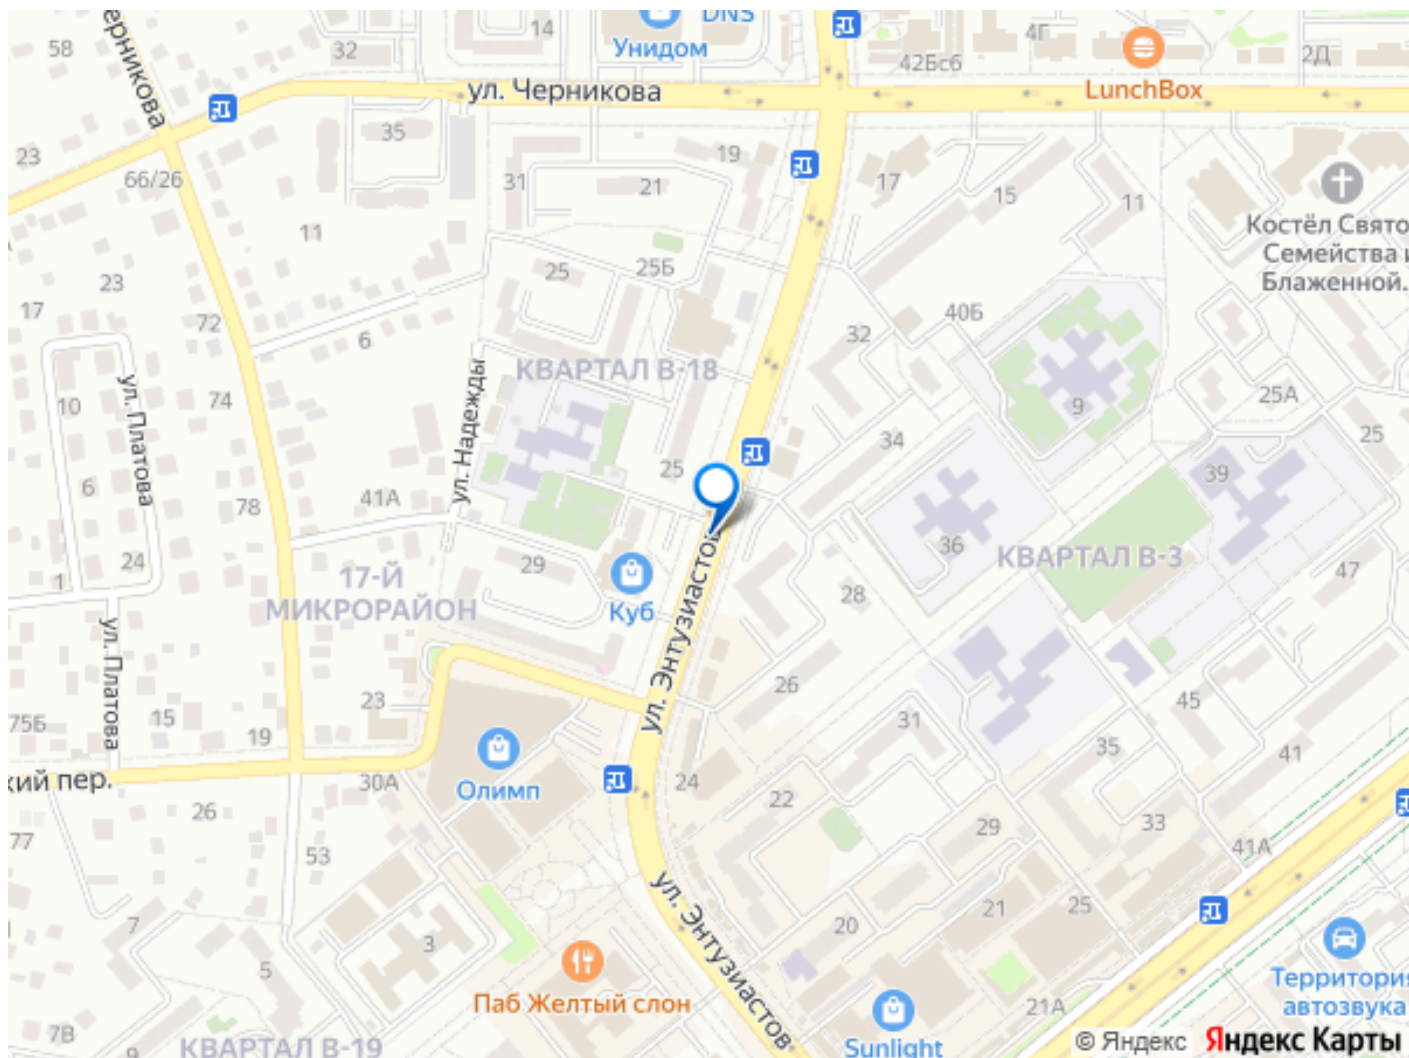 58
ерникова
32
14
DNS
Унидом
42Бс6
4Г
2Д
LunchBox
ул. Черникова
23
66/26
35
31
21
19
17
15
11
Костёл Свято
Семейства и
Блаженной.
11
23
17
25
25Б
72
6
40Б
32
КВАРТАЛ В-18
ул. Платова
10
74
ул. Надежды
9
25А
25
34
39
6
78
41А
25
36
КВАРТАЛ В-3
24
1
17-Й
МИКРОРАЙОН
29
Куб
ул. Энтузиастов
28
47
ул. Платова
75Б
15
19
23
26
31
45
35
41
кий пер.
30А
Олимп
24
22
26
77
53
29
33
41А
ул. Энтузиастов
7
3
5
20
21
25
Паб Желтый слон
Территория
автозвука
7В
9
КВАРТАЛ В-19
21А
Sunlight
© Яндекс Яндекс Карты